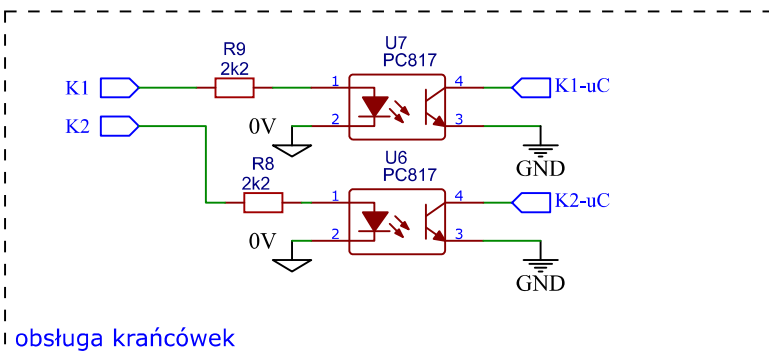 U7
PC817
R9
2k2
K1
1
4
K1-uC
K2
0V
2
3
GND
U6
PC817
R8
2k2
1
4
K2-uC
0V
2
3
GND
obsługa krańcówek